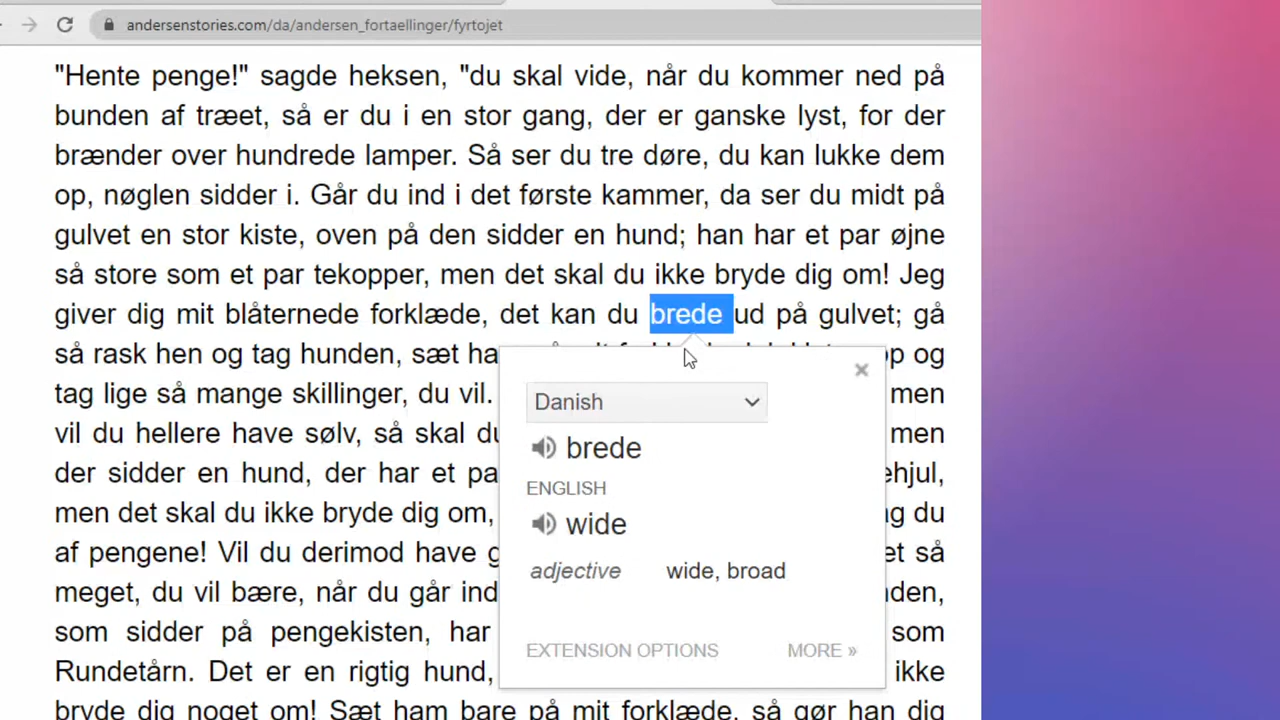 andersenstories.com/da/andersen_fortaellinger/fyrtojet
"Hente penge!" sagde heksen, "du skal vide, når du kommer ned på
bunden af træet, så er du i en stor gang, der er ganske lyst, for der
brænder over hundrede lamper. Så ser du tre døre, du kan lukke dem
op, nøglen sidder i. Går du ind i det første kammer, da ser du midt på
gulvet en stor kiste, oven på den sidder en hund; han har et par øjne
så store som et par tekopper, men det skal du ikke bryde dig om! Jeg
giver dig mit blåternede forklæde, det kan du brede ud på gulvet; gå
så rask hen og tag hunden, sæt op og
tag lige så mange skillinger, du vil. men
vil du hellere have sølv, så skal men
der sidder en hund, der har et
men det skal du ikke bryde dig om, du
af pengene! Vil du derimod have så
meget, du vil bære, når du går ind
som sidder på pengekisten, har som
Rundetårn. Det er en rigtig hund, ikke
bryde dig noget om! Sæt ham bare på mit forklæde, så gør han dig
Danish
brede
ENGLISH
wide
adjective wide, broad
EXTENSION OPTIONS MORE »